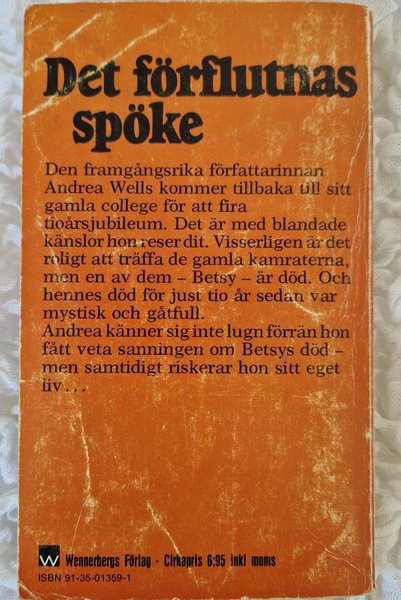 Det förflutnas
spöke
Den framgångsrika författarinnan
Andrea Wells kommer tillbaka till sitt
gamla college för att fira
tioårsjubileum. Det är med blandade
känslor hon reser dit. Visserligen är det
roligt att träffa de gamla kamraterna,
men en av dem – Betsy – är död. Och
hennes död för just tio år sedan var
mystisk och gåtfull.
Andrea känner sig inte lugn förrän hon
fått veta sanningen om Betsys död –
men samtidigt riskerar hon sitt eget
liv . . .
W Wennerbergs Förlag - Cirkapris 6:95 inkl moms
ISBN 91-35-01359-1